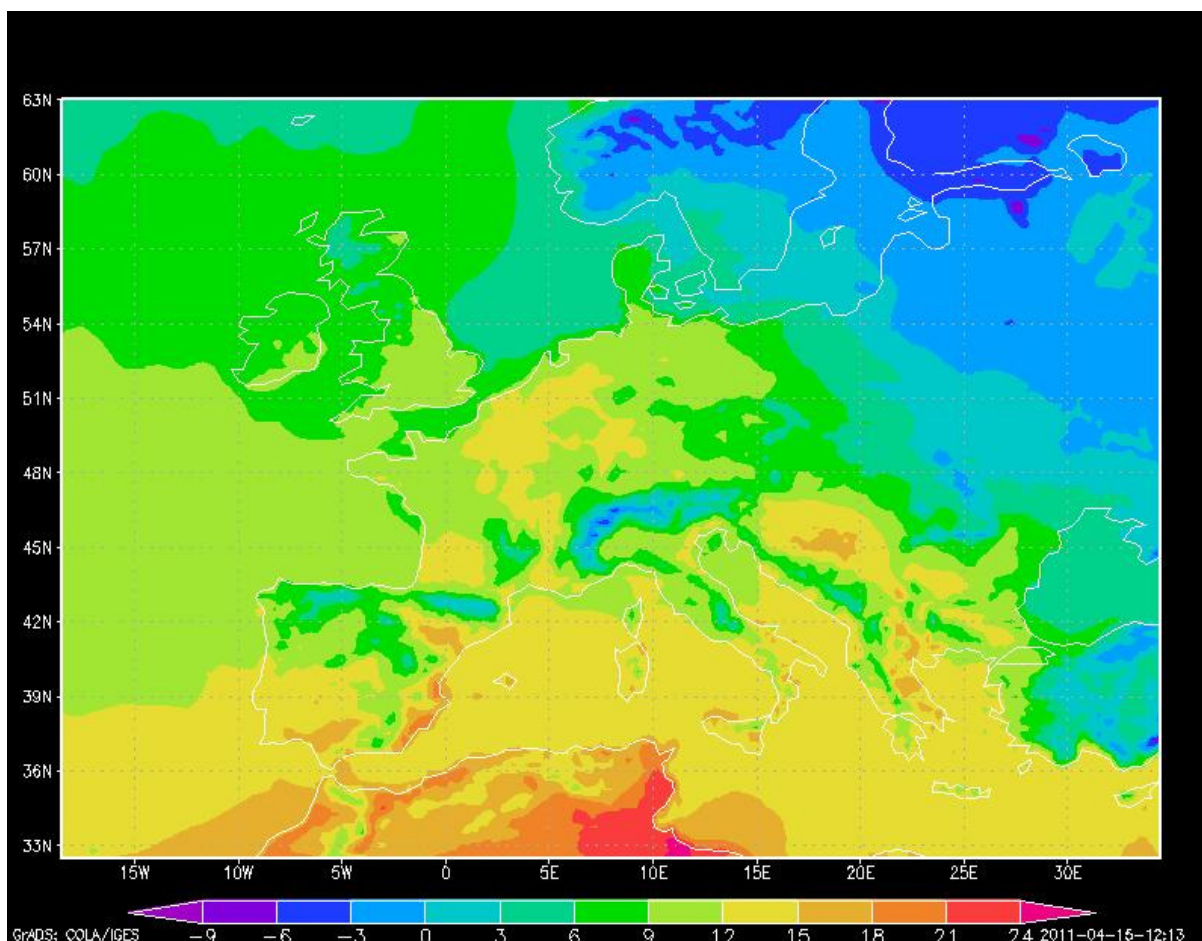 63N
60N
57N
54N
51N
48N
45N
42N
39N
36N
33N
15W 10W 5W 0 5E 10E 15E 20E 25E 30E
GrADS: COLA/IGES -9 -6 -3 0 3 6 9 12 15 18 21 24 2011-04-15-12:13